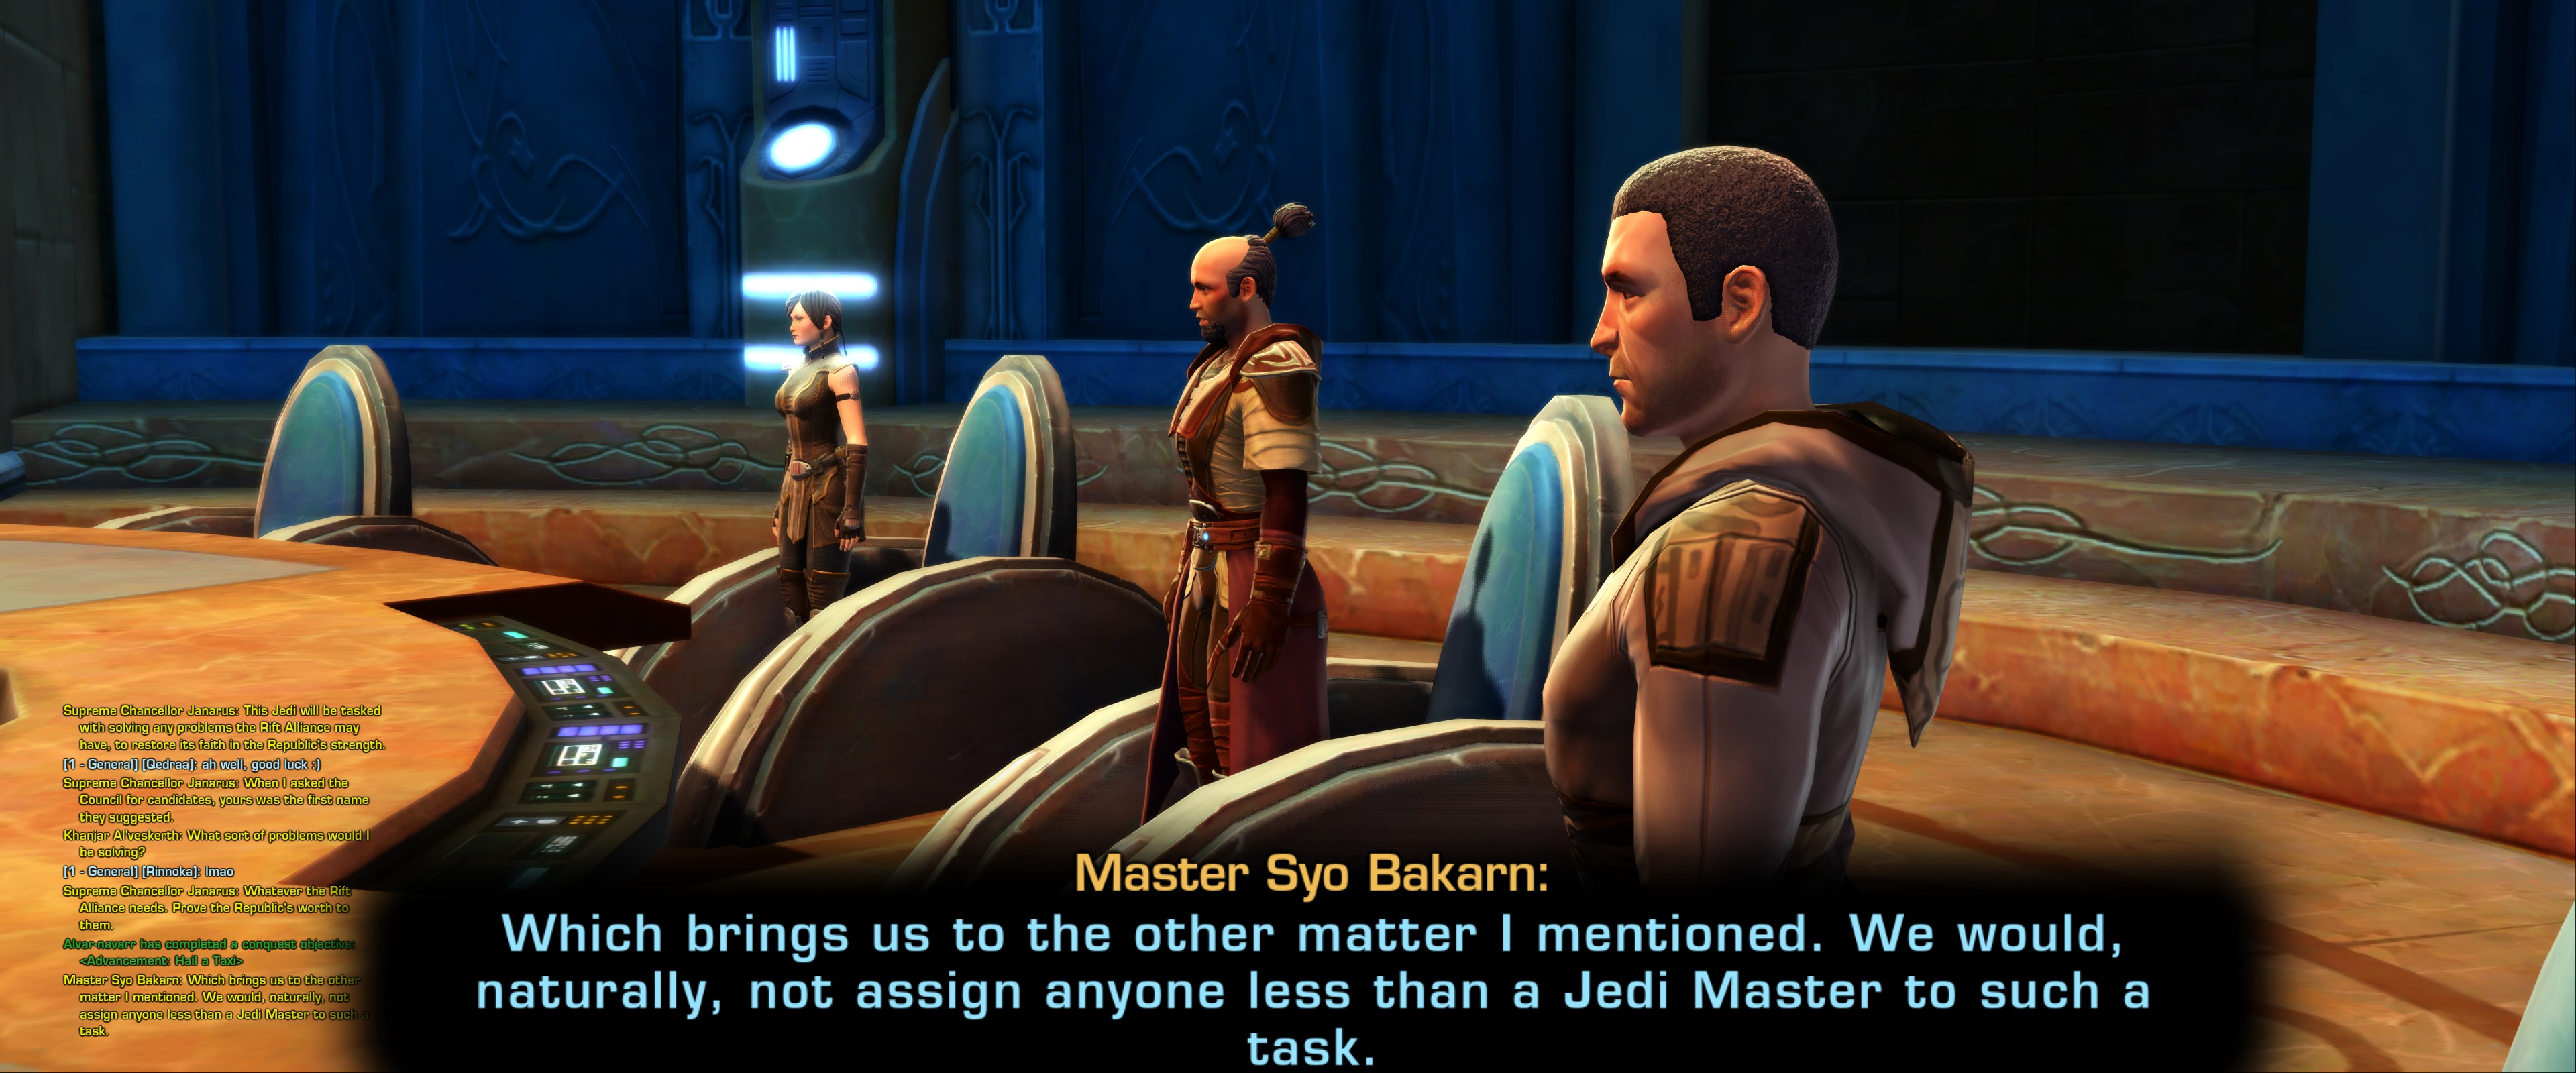 Supreme Chancellor Janarus: This Jedi will be tasked
with solving any problems the Rift Alliance may
have, to restore its faith in the Republic's strength.
[1 - General] [Qedraa]: ah well, good luck :)
Supreme Chancellor Janarus: When I asked the
Council for candidates, yours was the first name
they suggested.
Khanjar Al'veskerth: What sort of problems would I
be solving?
[1 - General] [Rinnoka]: lmao
Supreme Chancellor Janarus: Whatever the Rift
Alliance needs. Prove the Republic's worth to
them.
Alvar-navarr has completed a conquest objective:
<Advancement: Hail a Taxi>
Master Syo Bakarn: Which brings us to the other
matter I mentioned. We would, naturally, not
assign anyone less than a Jedi Master to such a
task.
Master Syo Bakarn:
Which brings us to the other matter I mentioned. We would,
naturally, not assign anyone less than a Jedi Master to such a
task.